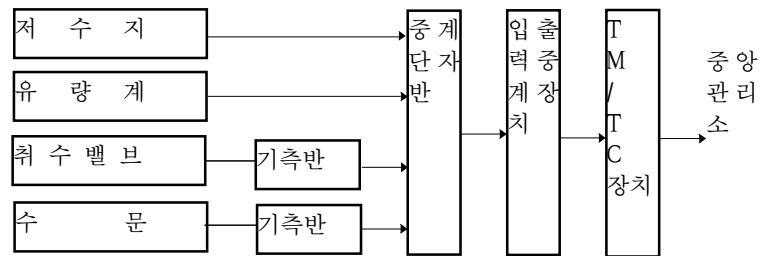 저 수 지
유 량 계
취 수 밸 브
기측반
수 문
기측반
중 계
단 자
반
입 출
력 중
계 장
치
T
M
/
T
C
장치
중 앙
관 리
소